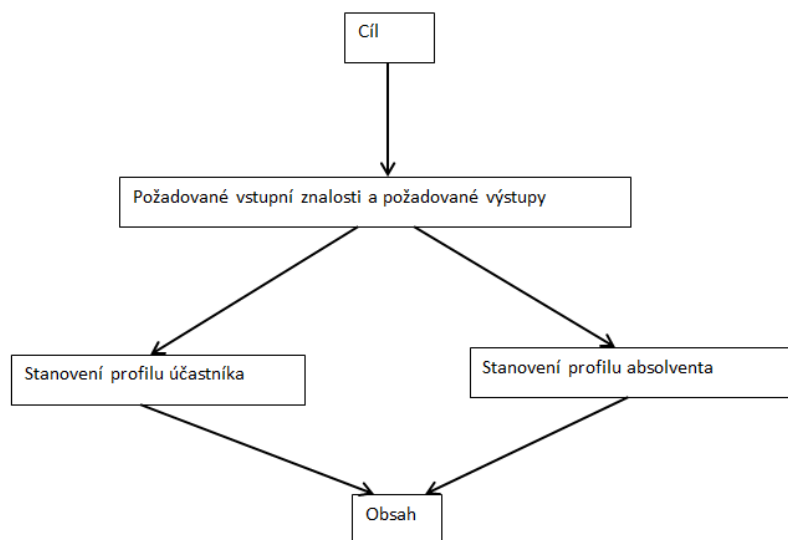 Cíl
Požadované vstupní znalosti a požadované výstupy
Stanovení profilu účastníka
Stanovení profilu absolventa
Obsah